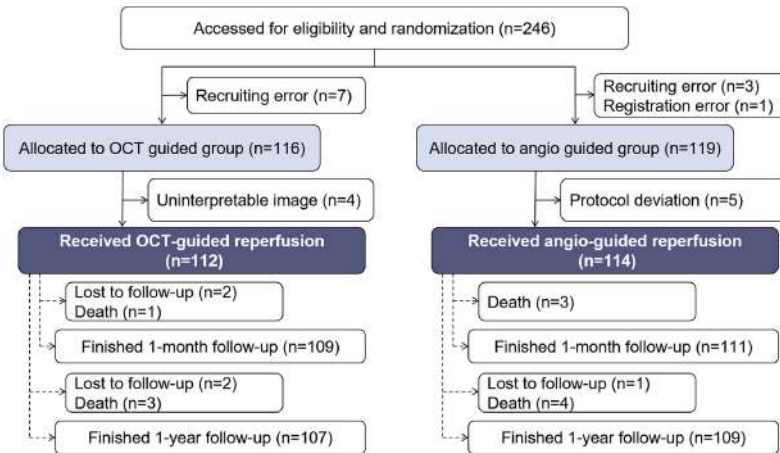 Accessed for eligibility and randomization (n=246)
Recruiting error (n=7)
Recruiting error (n=3)
Registration error (n=1)
Allocated to OCT guided group (n=116)
Allocated to angio guided group (n=119)
Uninterpretable image (n=4)
Protocol deviation (n=5)
Received OCT-guided reperfusion
(n=112)
Received angio-guided reperfusion
(n=114)
Lost to follow-up (n=2)
Death (n=1)
Death (n=3)
Finished 1-month follow-up (n=109)
Finished 1-month follow-up (n=111)
Lost to follow-up (n=2)
Death (n=3)
Lost to follow-up (n=1)
Death (n=4)
Finished 1-year follow-up (n=107)
Finished 1-year follow-up (n=109)